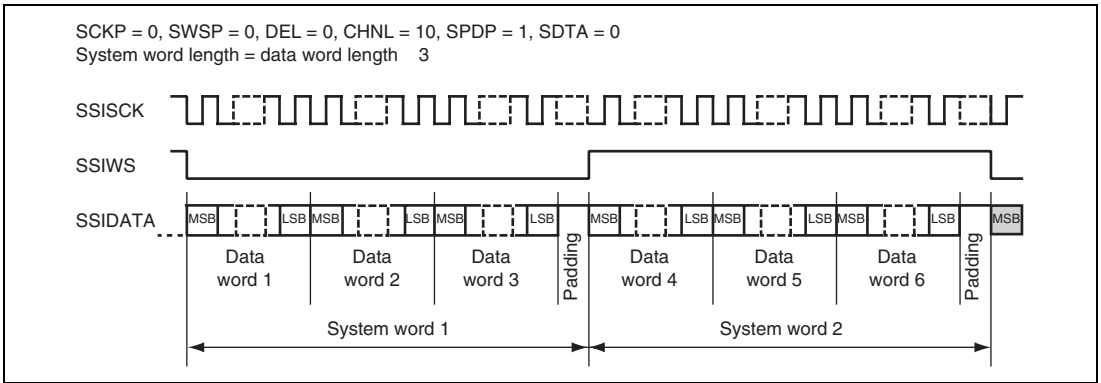 SCKP = 0, SWSP = 0, DEL = 0, CHNL = 10, SPDP = 1, SDTA = 0
System word length = data word length 3
SSISCK
SSIWS
SSIDATA
MSB LSB MSB LSB MSB LSB MSB LSB MSB LSB MSB LSB MSB
Data word 1
Data word 2
Data word 3
Padding
Data word 4
Data word 5
Data word 6
Padding
System word 1
System word 2